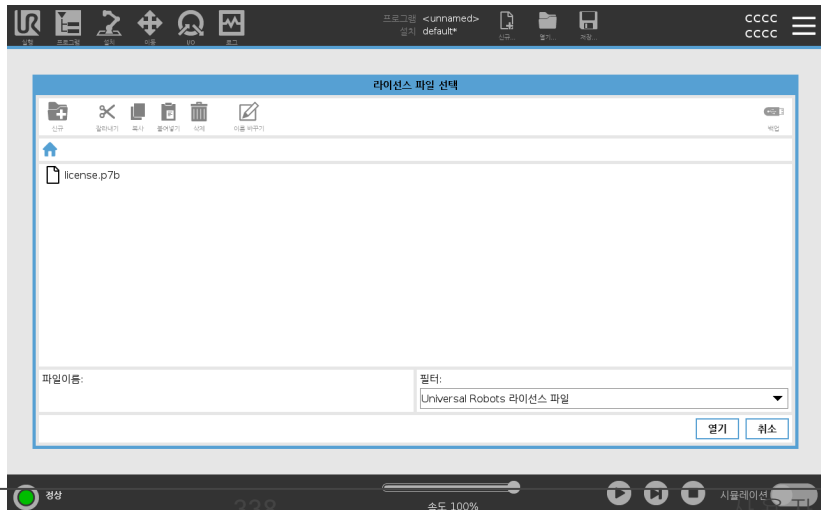 프로그램 <unnamed>
설치 default*
cccc
cccc
실행 프로그램 설치 이동 I/O 로그
신규... 열기... 저장...
라이선스 파일 선택
신규 잘라내기 복사 붙여넣기 삭제 이름 바꾸기 백업
license.p7b
파일이름:
필터:
Universal Robots 라이선스 파일
열기 취소
정상
속도 100%
시뮬레이션